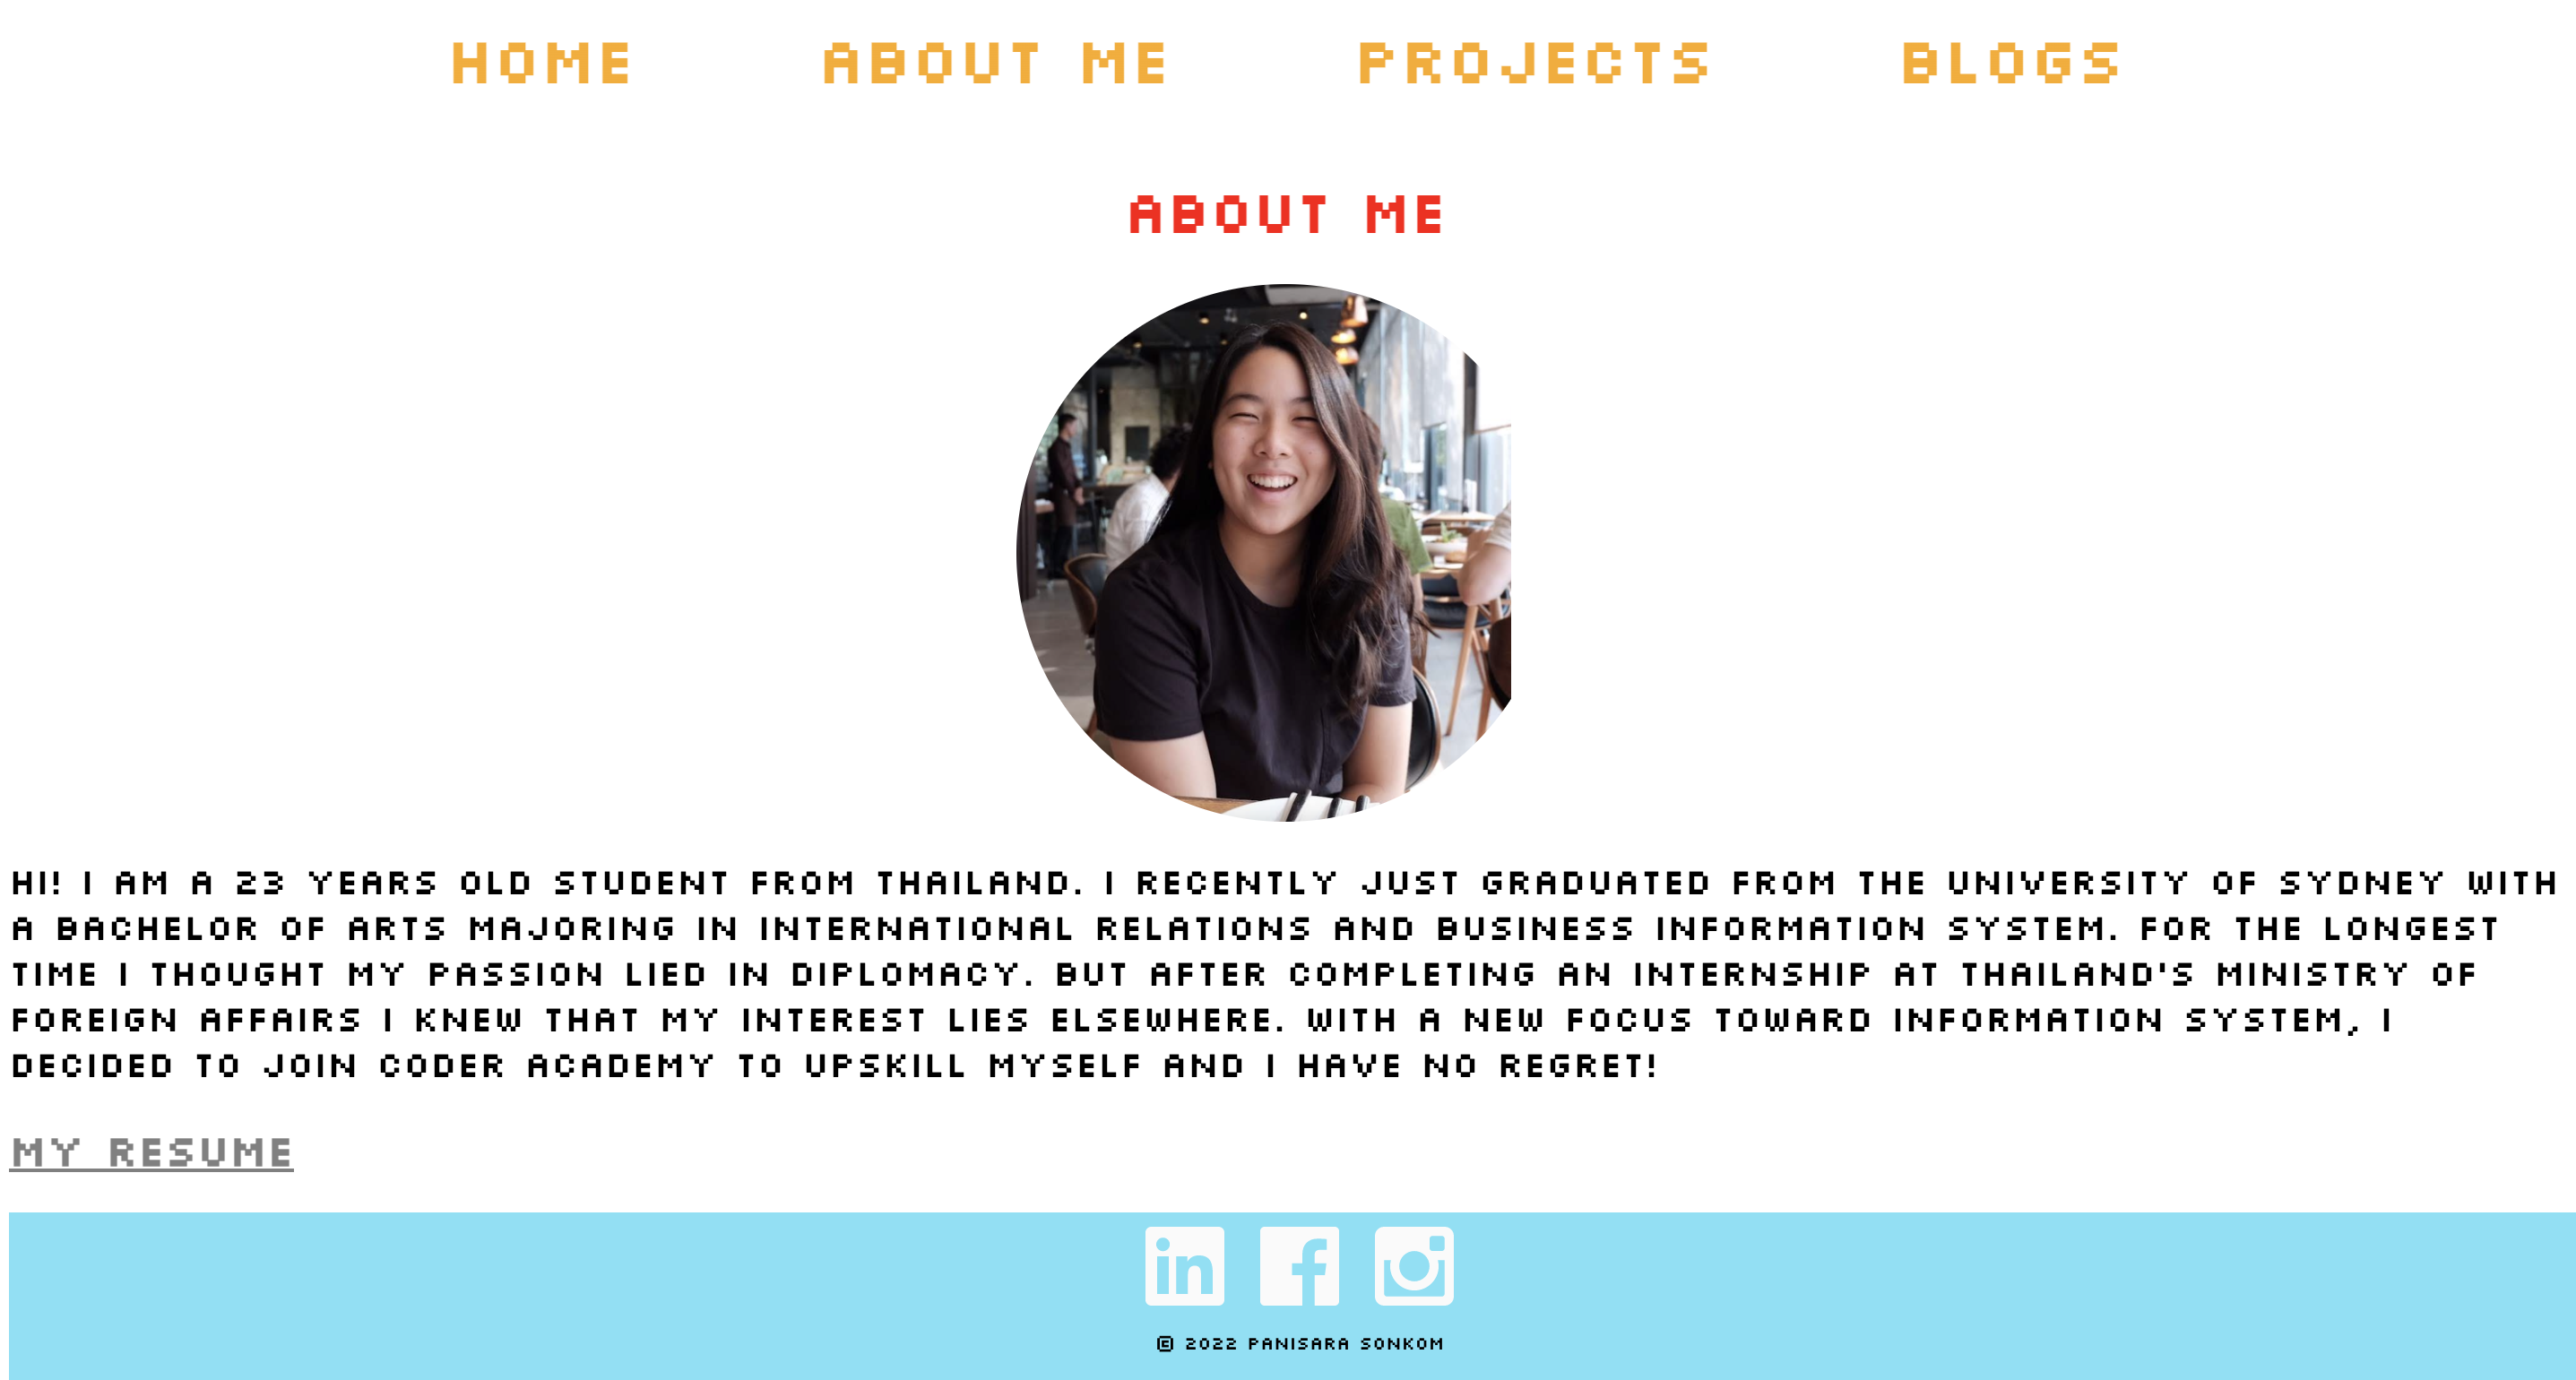 HOME ABOUT ME PROJECTS BLOGS
ABOUT ME
HI! I AM A 23 YEARS OLD STUDENT FROM THAILAND. I RECENTLY JUST GRADUATED FROM THE UNIVERSITY OF SYDNEY WITH
A BACHELOR OF ARTS MAJORING IN INTERNATIONAL RELATIONS AND BUSINESS INFORMATION SYSTEM. FOR THE LONGEST
TIME I THOUGHT MY PASSION LIED IN DIPLOMACY. BUT AFTER COMPLETING AN INTERNSHIP AT THAILAND'S MINISTRY OF
FOREIGN AFFAIRS I KNEW THAT MY INTEREST LIES ELSEWHERE. WITH A NEW FOCUS TOWARD INFORMATION SYSTEM, I
DECIDED TO JOIN CODER ACADEMY TO UPSKILL MYSELF AND I HAVE NO REGRET!
MY RESUME
in f
© 2022 PANISARA SONKOM